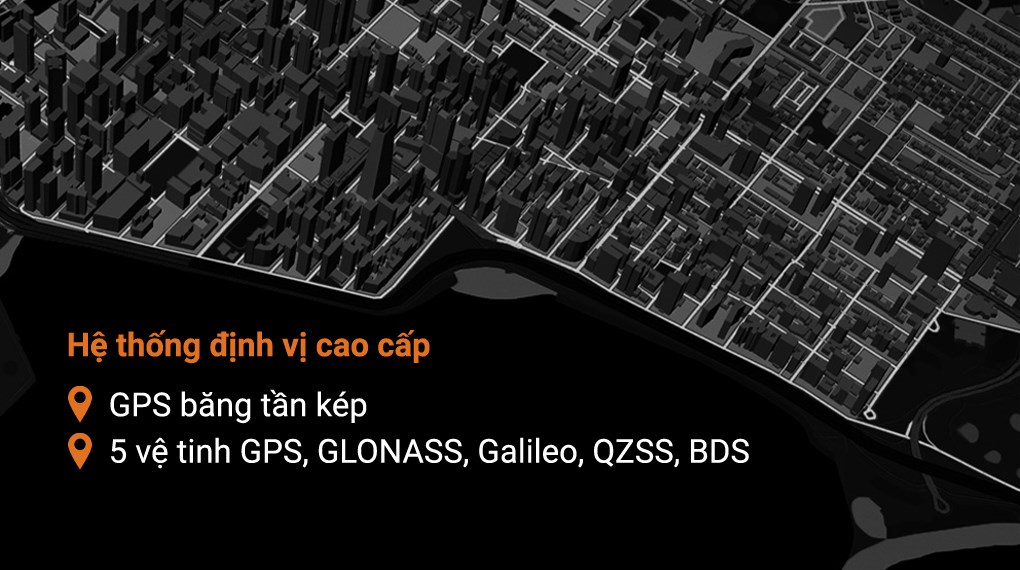 Hệ thống định vị cao cấp
GPS băng tần kép
5 vệ tinh GPS, GLONASS, Galileo, QZSS, BDS